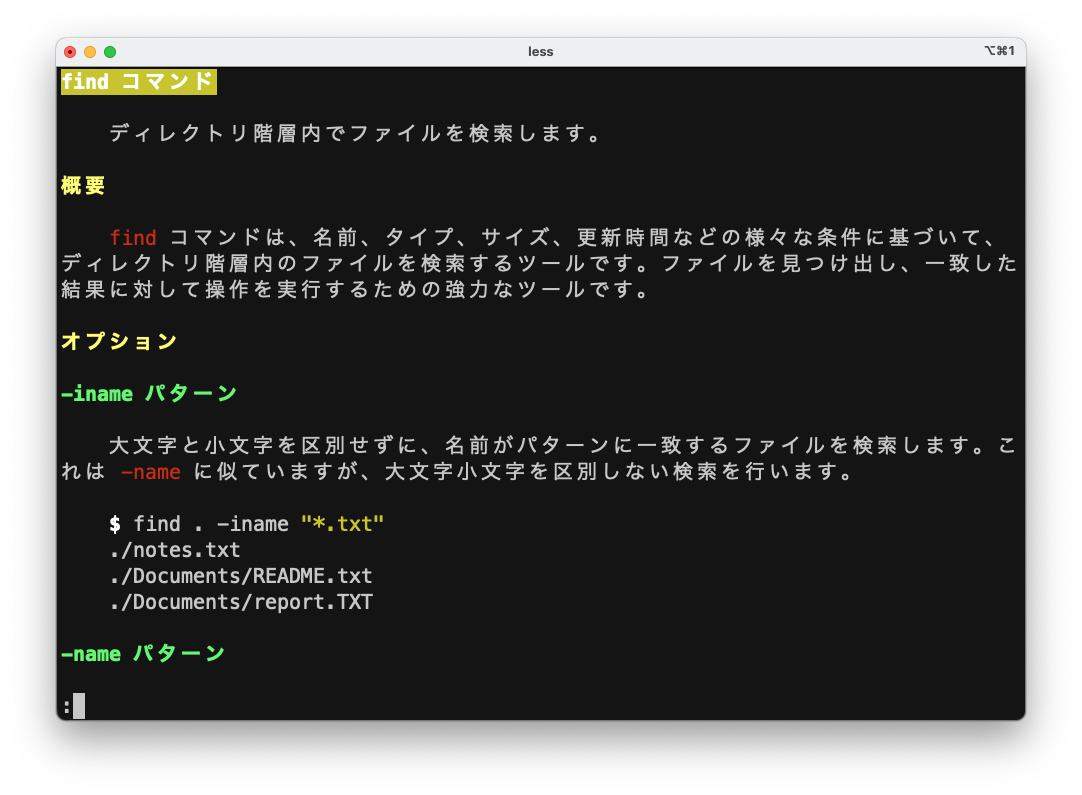 less
⌥⌘1
find コマンド
ディレクトリ階層内でファイルを検索します。
概要
find コマンドは、名前、タイプ、サイズ、更新時間などの様々な条件に基づいて、
ディレクトリ階層内のファイルを検索するツールです。ファイルを見つけ出し、一致した
結果に対して操作を実行するための強力なツールです。
オプション
-iname パターン
大文字と小文字を区別せずに、名前がパターンに一致するファイルを検索します。こ
れは -name に似ていますが、大文字小文字を区別しない検索を行います。
$ find . -iname "*.txt"
./notes.txt
./Documents/README.txt
./Documents/report.TXT
-name パターン
: